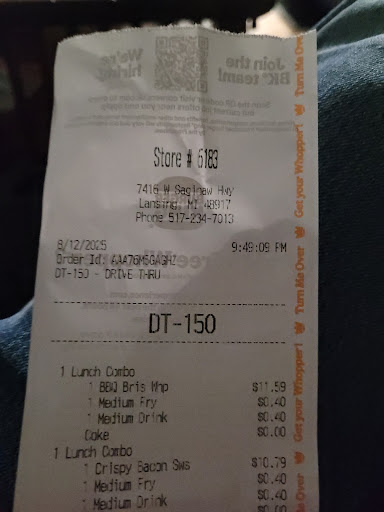 We're hiring!
Join the BK® team!
Store # 6183
7416 W Saginaw Hwy
Lansing, MI 48917
Phone 517-234-7013
8/12/2025 9:49:09 PM
Order Id:
DT-150 - DRIVE THRU
DT-150
1 Lunch Combo
1 BBQ Bris Whp $11.59
1 Medium Fry $0.40
1 Medium Drink $0.40
Coke $0.00
1 Lunch Combo
1 Crispy Bacon Sws $10.79
1 Medium Fry $0.40
1 Medium Drink $0.40
$0.00
Get your Whopper! Turn Me Over
Get your Whopper! Turn Me Over
Me Over